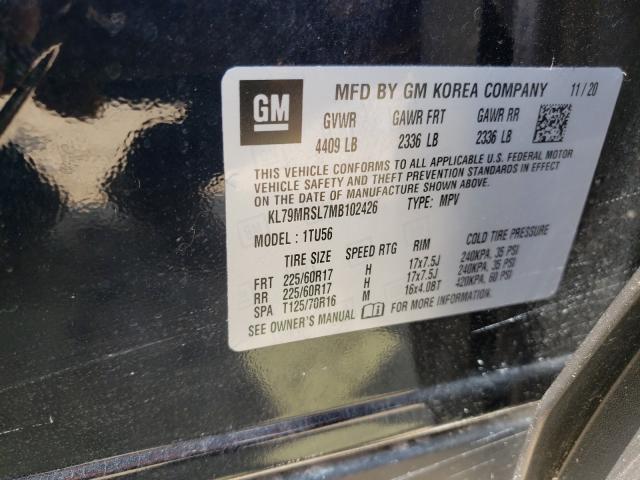 GM
MFD BY GM KOREA COMPANY 11/20
GVWR GAWR FRT GAWR RR
4409 LB 2336 LB 2336 LB
THIS VEHICLE CONFORMS TO ALL APPLICABLE U.S. FEDERAL MOTOR
VEHICLE SAFETY AND THEFT PREVENTION STANDARDS IN EFFECT
ON THE DATE OF MANUFACTURE SHOWN ABOVE.
KL79MRSL7MB102426 TYPE: MPV
MODEL: 1TU56
TIRE SIZE SPEED RTG RIM COLD TIRE PRESSURE
FRT 225/60R17 H 17x7.5J 240KPA, 35 PSI
RR 225/60R17 H 17x7.5J 240KPA, 35 PSI
SPA T125/70R16 M 16x4.0BT 420KPA, 60 PSI
SEE OWNER'S MANUAL FOR MORE INFORMATION.